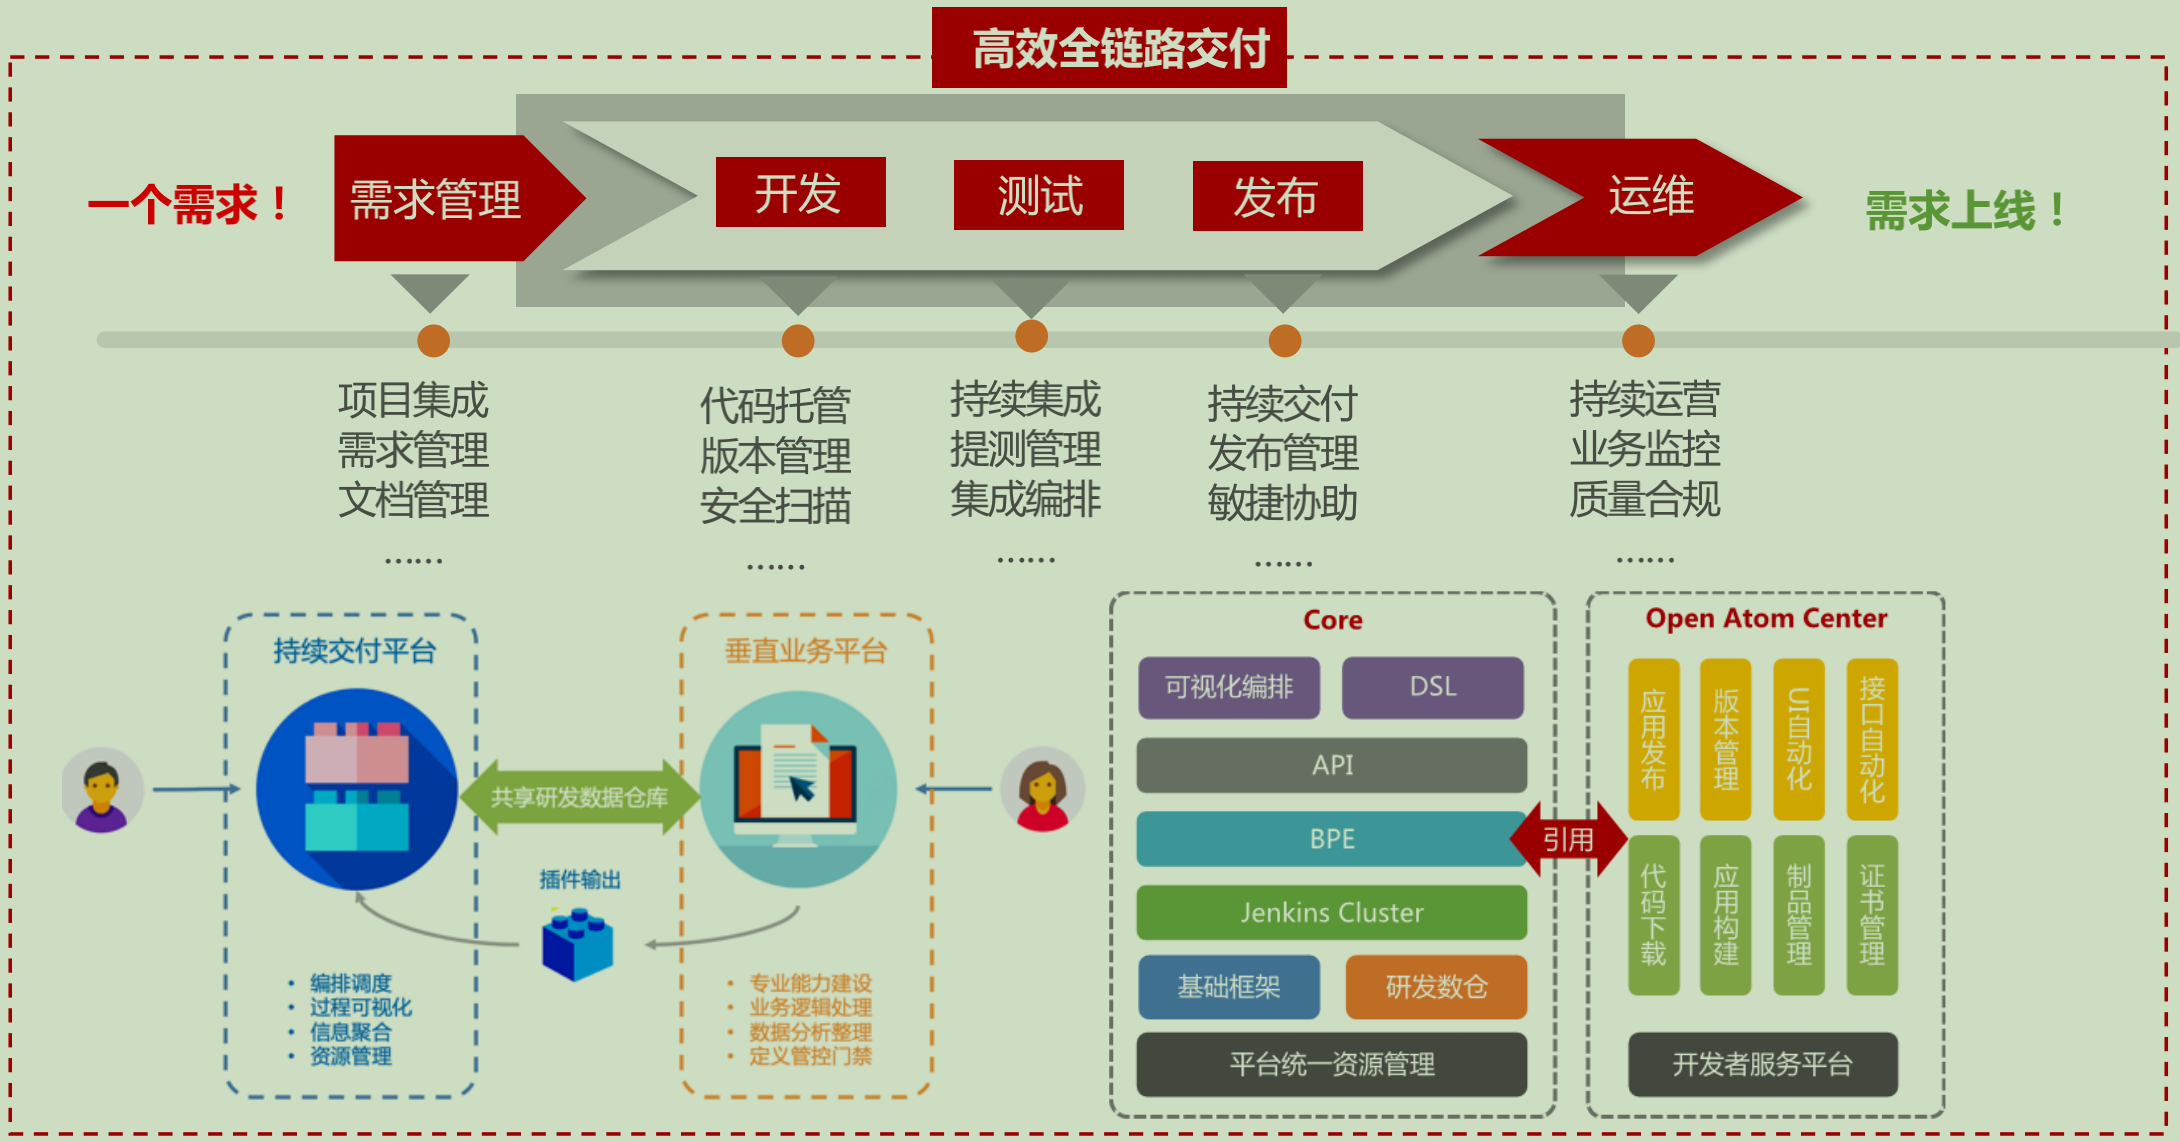 高效全链路交付
一个需求！
需求管理
开发
测试
发布
运维
需求上线！
项目集成
需求管理
文档管理
……
代码托管
版本管理
安全扫描
……
持续集成
提测管理
集成编排
……
持续交付
发布管理
敏捷协助
……
持续运营
业务监控
质量合规
……
持续交付平台
共享研发数据仓库
插件输出
• 编排调度
• 过程可视化
• 信息聚合
• 资源管理
垂直业务平台
• 专业能力建设
• 业务逻辑处理
• 数据分析整理
• 定义管控门禁
Core
可视化编排
DSL
API
BPE
Jenkins Cluster
基础框架
研发数仓
平台统一资源管理
引用
Open Atom Center
应用发布
版本管理
UI自动化
接口自动化
代码下载
应用构建
制品管理
证书管理
开发者服务平台